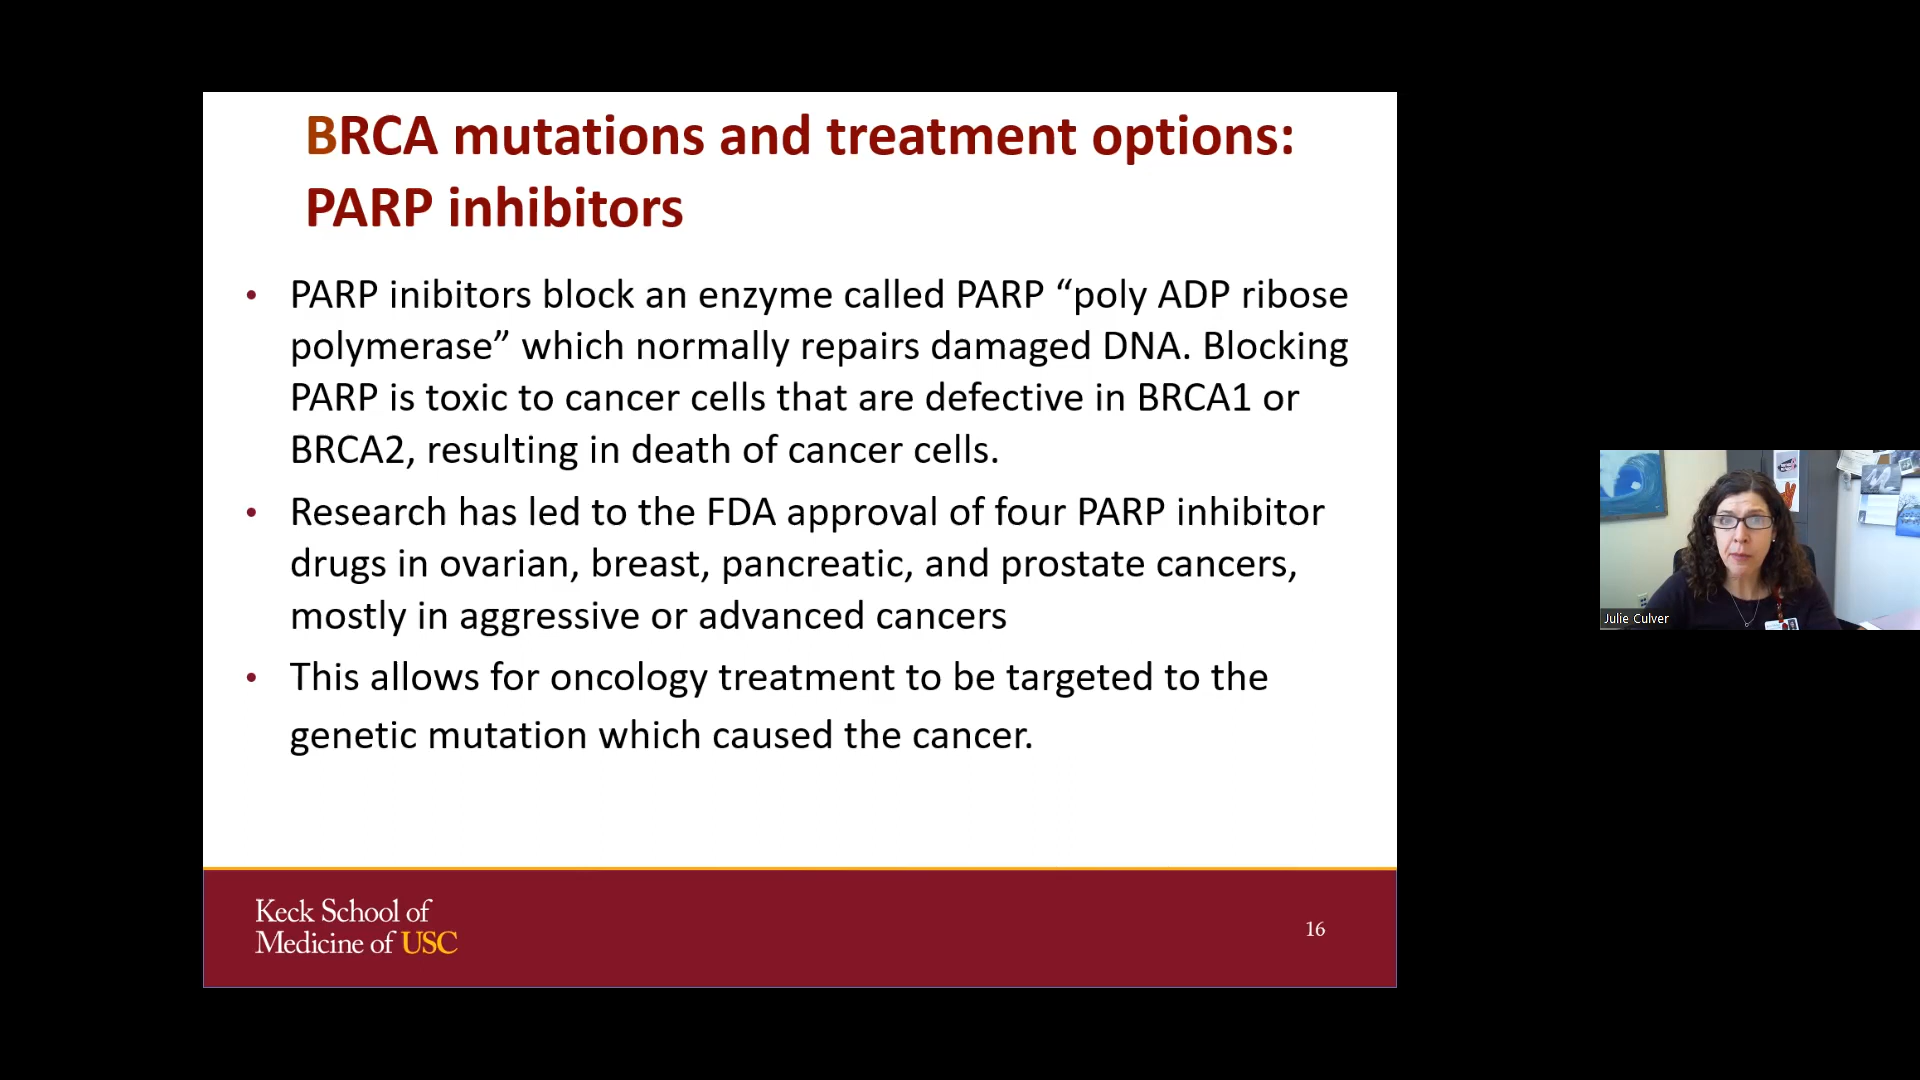 BRCA mutations and treatment options:
PARP inhibitors
• PARP inibitors block an enzyme called PARP “poly ADP ribose
polymerase” which normally repairs damaged DNA. Blocking
PARP is toxic to cancer cells that are defective in BRCA1 or
BRCA2, resulting in death of cancer cells.
• Research has led to the FDA approval of four PARP inhibitor
drugs in ovarian, breast, pancreatic, and prostate cancers,
mostly in aggressive or advanced cancers
• This allows for oncology treatment to be targeted to the
genetic mutation which caused the cancer.
Keck School of
Medicine of USC
16
Julie Culver